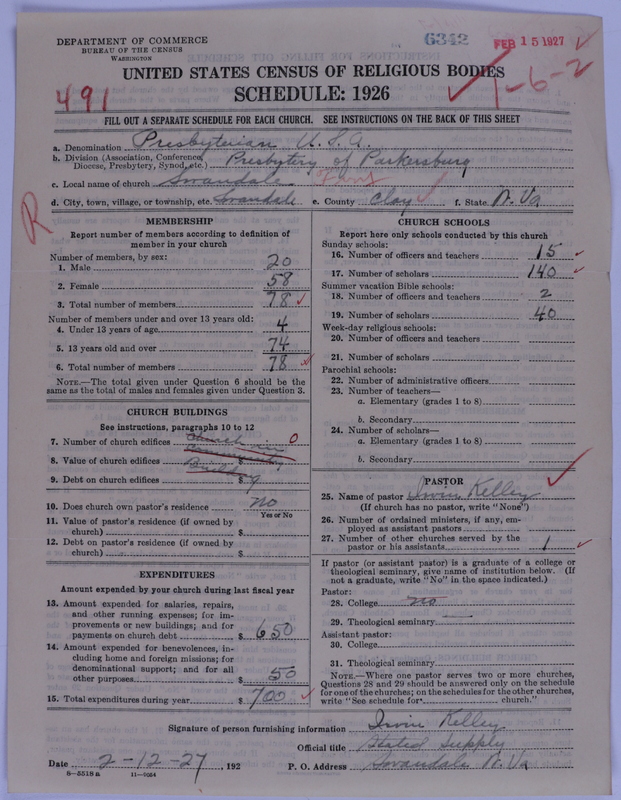 DEPARTMENT OF COMMERCE
BUREAU OF THE CENSUS
WASHINGTON
6342
FEB 15 1927
UNITED STATES CENSUS OF RELIGIOUS BODIES
SCHEDULE: 1926
491
1-6-2
FILL OUT A SEPARATE SCHEDULE FOR EACH CHURCH. SEE INSTRUCTIONS ON THE BACK OF THIS SHEET
a. Denomination Presbyterian U.S.A.
b. Division (Association, Conference, Diocese, Presbytery, Synod, etc.) Presbytery of Parkersburg
c. Local name of church Swandale First
d. City, town, village, or township, etc. Swandale e. County Clay f. State W. Va
R
MEMBERSHIP
Report number of members according to definition of
member in your church
Number of members, by sex:
1. Male 20
2. Female 58
3. Total number of members 78
Number of members under and over 13 years old:
4. Under 13 years of age 4
5. 13 years old and over 74
6. Total number of members 78
NOTE.—The total given under Question 6 should be the
same as the total of males and females given under Question 3.
CHURCH BUILDINGS
See instructions, paragraphs 10 to 12
7. Number of church edifices Church in 0
8. Value of church edifices $ Community
9. Debt on church edifices $ Building
10. Does church own pastor's residence no
Yes or No
11. Value of pastor's residence (if owned by
church) $
12. Debt on pastor's residence (if owned by
church) $
EXPENDITURES
Amount expended by your church during last fiscal year
13. Amount expended for salaries, repairs,
and other running expenses; for im-
provements or new buildings; and for
payments on church debt $ 650
14. Amount expended for benevolences, in-
cluding home and foreign missions; for
denominational support; and for all
other purposes $ 50
15. Total expenditures during year $ 700
CHURCH SCHOOLS
Report here only schools conducted by this church
Sunday schools:
16. Number of officers and teachers 15
17. Number of scholars 140
Summer vacation Bible schools:
18. Number of officers and teachers 2
19. Number of scholars 40
Week-day religious schools:
20. Number of officers and teachers
21. Number of scholars
Parochial schools:
22. Number of administrative officers
23. Number of teachers—
a. Elementary (grades 1 to 8)
b. Secondary
24. Number of scholars—
a. Elementary (grades 1 to 8)
b. Secondary
PASTOR
25. Name of pastor Irvin Kelley
(If church has no pastor, write "None")
26. Number of ordained ministers, if any, em-
ployed as assistant pastors
27. Number of other churches served by the
pastor or his assistants 1
If pastor (or assistant pastor) is a graduate of a college or
theological seminary, give name of institution below. (If
not a graduate, write "No" in the space indicated.)
Pastor:
28. College no
29. Theological seminary
Assistant pastor:
30. College
31. Theological seminary
NOTE.—Where one pastor serves two or more churches,
Questions 28 and 29 should be answered only on the schedule
for one of the churches; on the schedules for the other churches,
write "See schedule for church."
Signature of person furnishing information Irvin Kelley
Official title Stated Supply
Date 2-12-27, 192 P. O. Address Swandale W. Va
8-5518 a 11-9054